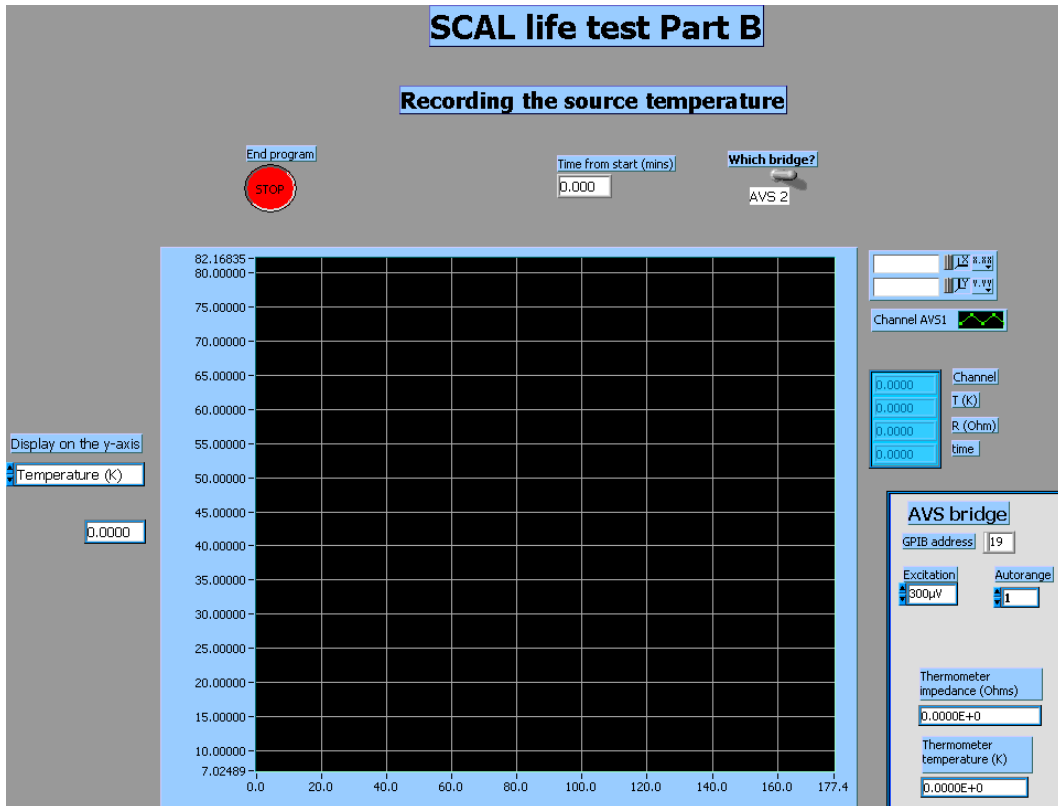 SCAL life test Part B
Recording the source temperature
End program
STOP
Time from start (mins)
0.000
Which bridge?
AVS 2
82.16835
80.00000
75.00000
70.00000
65.00000
60.00000
55.00000
50.00000
45.00000
40.00000
35.00000
30.00000
25.00000
20.00000
15.00000
10.00000
7.02489
0.0
20.0
40.0
60.0
80.0
100.0
120.0
140.0
160.0
177.4
Display on the y-axis
Temperature (K)
0.0000
X X.XX
Y Y.YY
Channel AVS1
0.0000 Channel
0.0000 T (K)
0.0000 R (Ohm)
0.0000 time
AVS bridge
GPIB address 19
Excitation
300µV
Autorange
1
Thermometer
impedance (Ohms)
0.0000E+0
Thermometer
temperature (K)
0.0000E+0